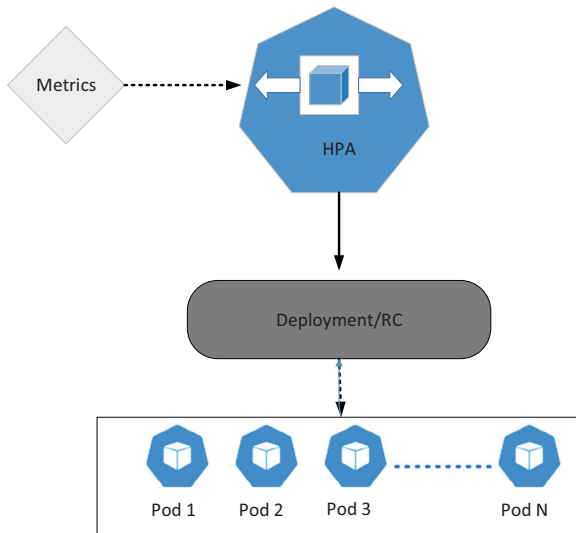 Metrics
HPA
Deployment/RC
Pod 1
Pod 2
Pod 3
Pod N